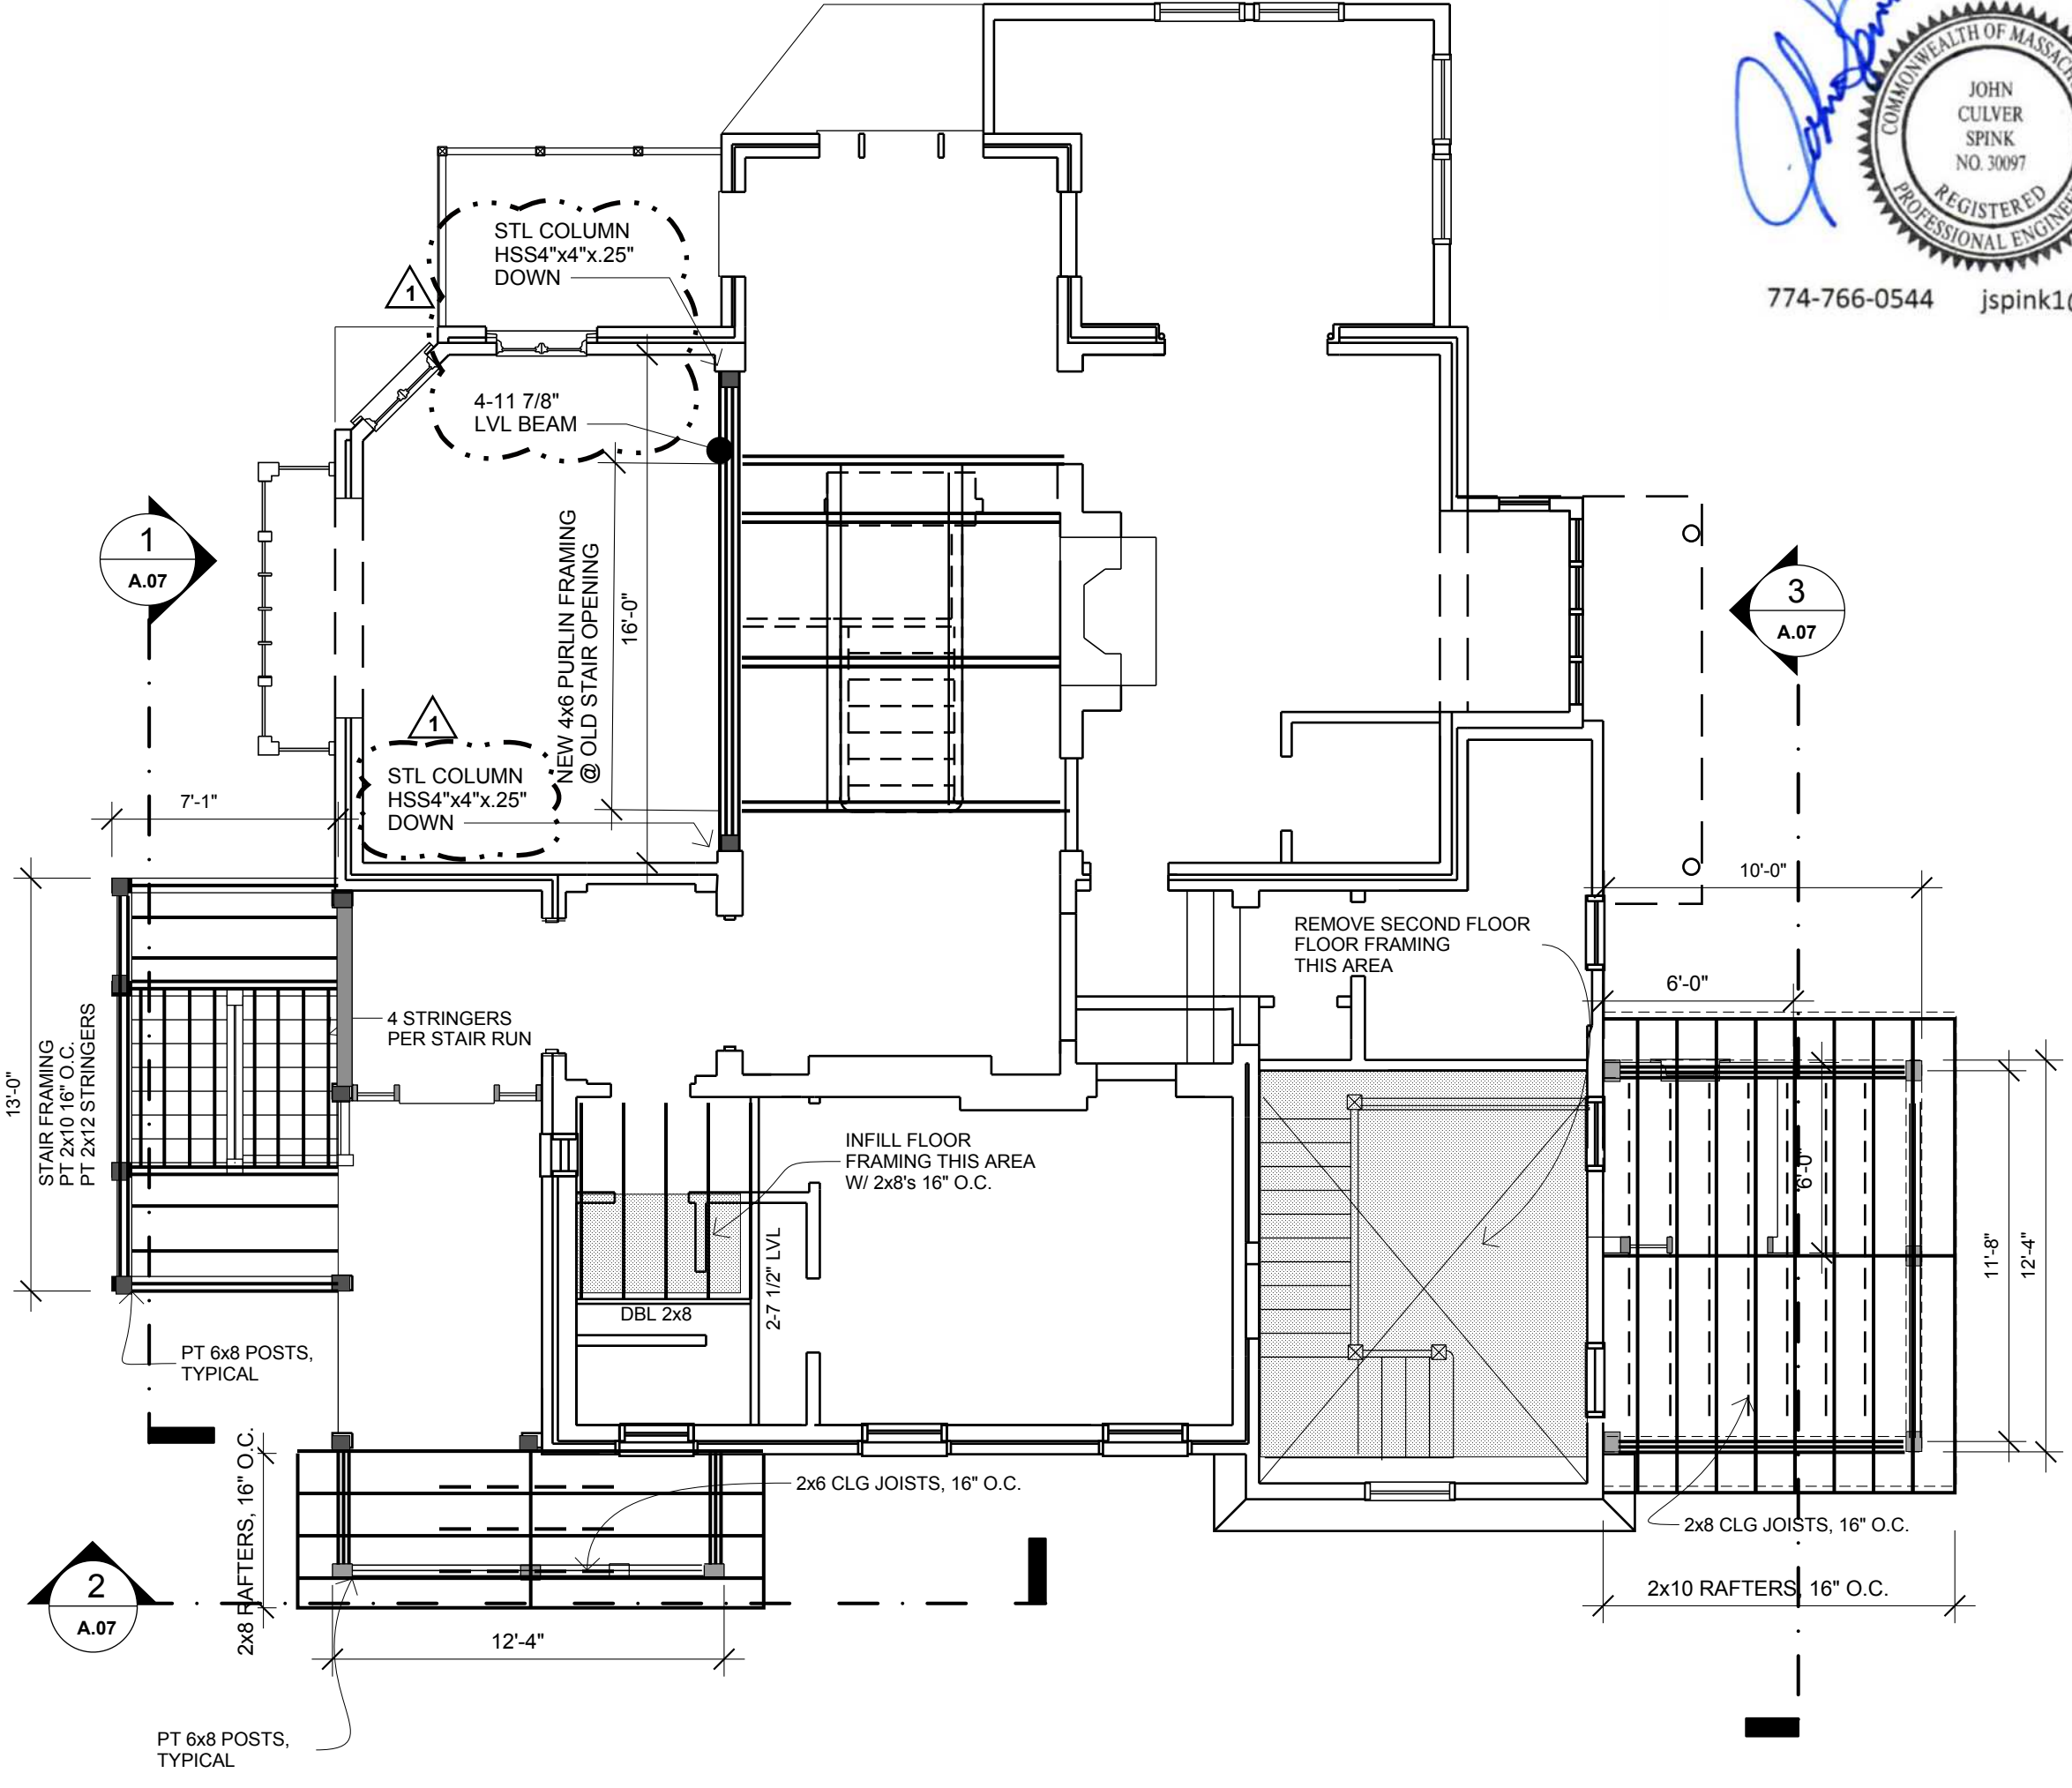 COMMONWEALTH OF
JOHN
CULVER
SPINK
NO. 30097
REGISTERED
PROFESSIONAL
774-766-0544 jspink1@
STL COLUMN
HSS4"x4"x.25"
DOWN
1
4-11 7/8"
LVL BEAM
1
A.07
NEW 4x6 PURLIN FRAMING
@ OLD STAIR OPENING
16'-0"
3
A.07
1
STL COLUMN
HSS4"x4"x.25"
DOWN
7'-1"
10'-0"
REMOVE SECOND FLOOR
FLOOR FRAMING
THIS AREA
6'-0"
4 STRINGERS
PER STAIR RUN
13'-0"
STAIR FRAMING
PT 2x10 16" O.C.
PT 2x12 STRINGERS
INFILL FLOOR
FRAMING THIS AREA
W/ 2x8's 16" O.C.
6'-0"
11'-8"
12'-4"
2-7 1/2" LVL
DBL 2x8
PT 6x8 POSTS,
TYPICAL
2x8 RAFTERS, 16" O.C.
2x6 CLG JOISTS, 16" O.C.
2x8 CLG JOISTS, 16" O.C.
2
A.07
2x10 RAFTERS, 16" O.C.
12'-4"
PT 6x8 POSTS,
TYPICAL